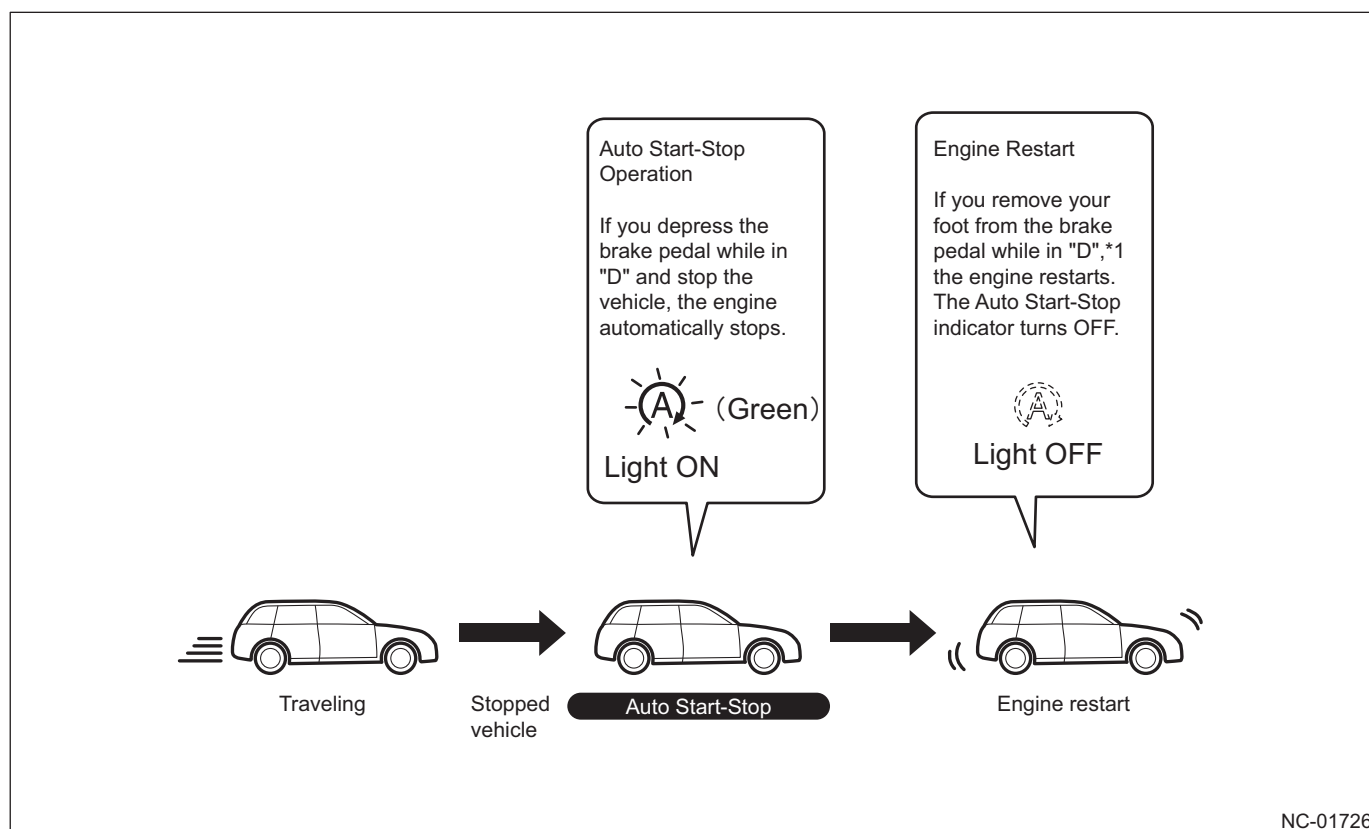 Auto Start-Stop
Operation
If you depress the
brake pedal while in
"D" and stop the
vehicle, the engine
automatically stops.
A (Green)
Light ON
Engine Restart
If you remove your
foot from the brake
pedal while in "D",*1
the engine restarts.
The Auto Start-Stop
indicator turns OFF.
A
Light OFF
Traveling
Stopped
vehicle
Auto Start-Stop
Engine restart
NC-01726